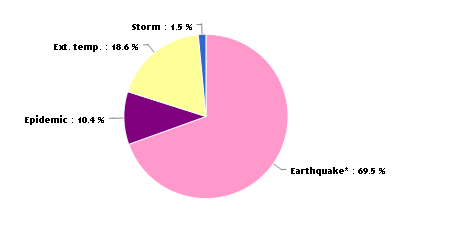 Storm : 1.5 %
Ext. temp. : 18.6 %
Epidemic : 10.4 %
Earthquake* : 69.5 %